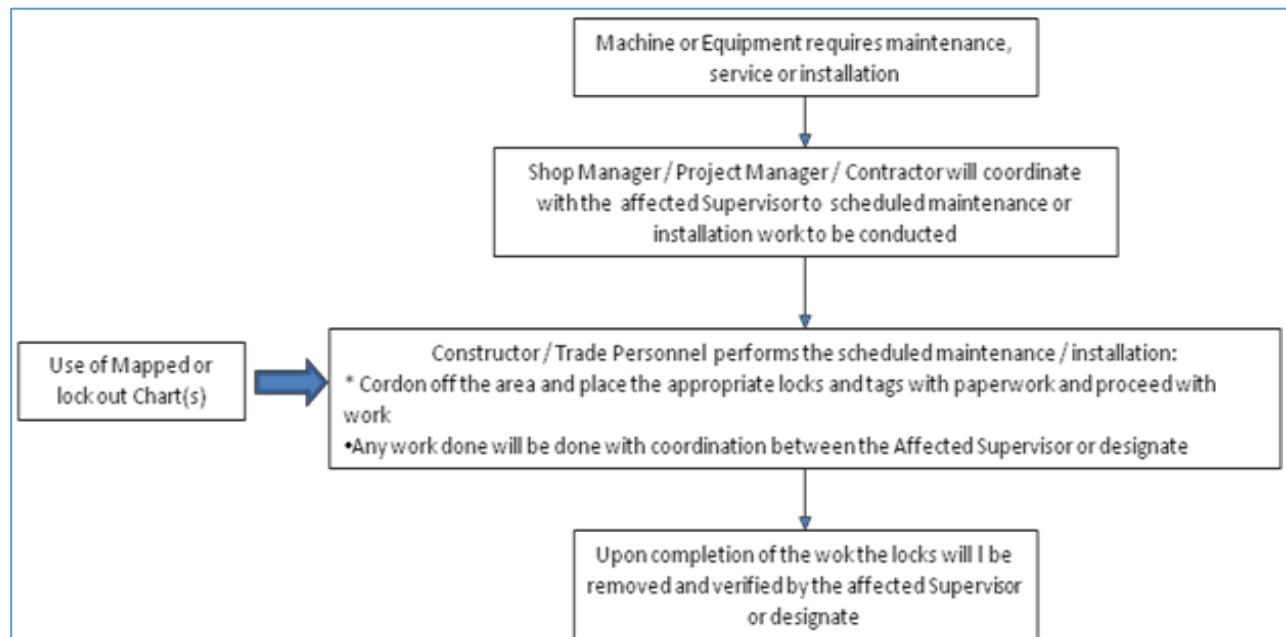 Machine or Equipment requires maintenance,
service or installation
Shop Manager / Project Manager / Contractor will coordinate
with the affected Supervisor to scheduled maintenance or
installation work to be conducted
Use of Mapped or
lock out Chart(s)
Constructor / Trade Personnel performs the scheduled maintenance / installation:
* Cordon off the area and place the appropriate locks and tags with paperwork and proceed with
work
•Any work done will be done with coordination between the Affected Supervisor or designate
Upon completion of the wok the locks will l be
removed and verified by the affected Supervisor
or designate